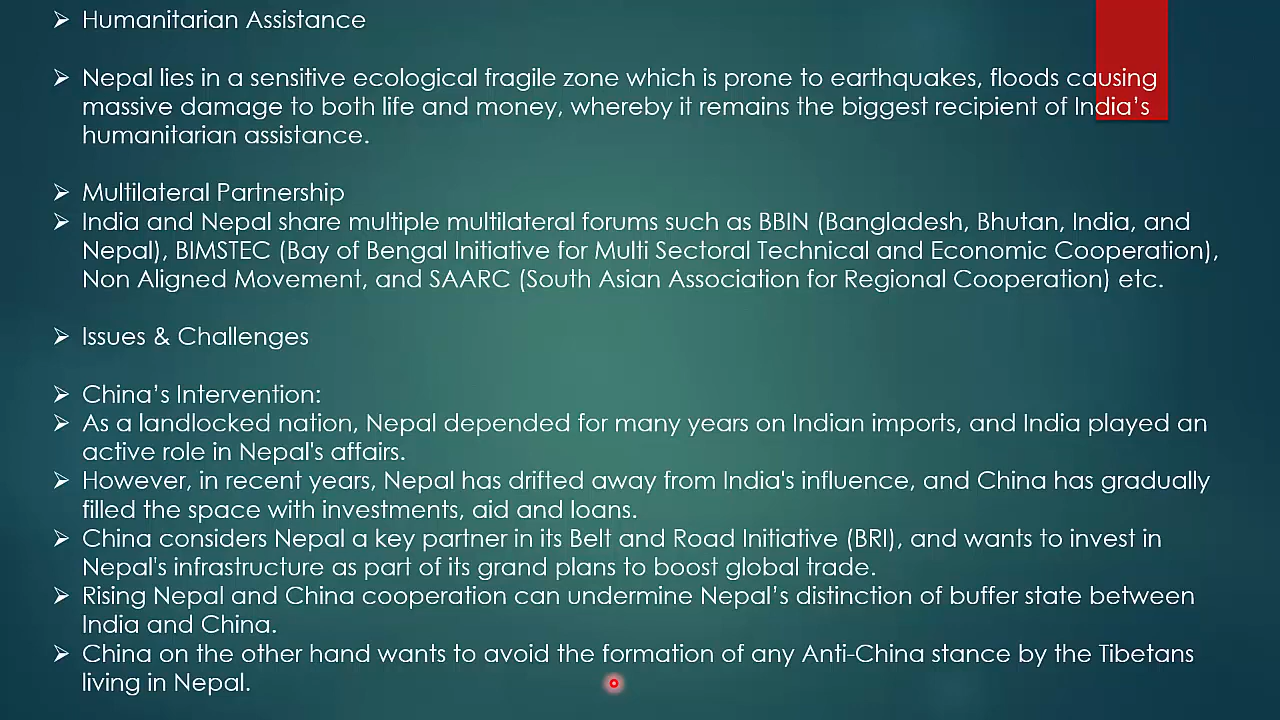 Humanitarian Assistance
Nepal lies in a sensitive ecological fragile zone which is prone to earthquakes, floods causing
massive damage to both life and money, whereby it remains the biggest recipient of India’s
humanitarian assistance.
Multilateral Partnership
India and Nepal share multiple multilateral forums such as BBIN (Bangladesh, Bhutan, India, and
Nepal), BIMSTEC (Bay of Bengal Initiative for Multi Sectoral Technical and Economic Cooperation),
Non Aligned Movement, and SAARC (South Asian Association for Regional Cooperation) etc.
Issues & Challenges
China’s Intervention:
As a landlocked nation, Nepal depended for many years on Indian imports, and India played an
active role in Nepal's affairs.
However, in recent years, Nepal has drifted away from India's influence, and China has gradually
filled the space with investments, aid and loans.
China considers Nepal a key partner in its Belt and Road Initiative (BRI), and wants to invest in
Nepal's infrastructure as part of its grand plans to boost global trade.
Rising Nepal and China cooperation can undermine Nepal’s distinction of buffer state between
India and China.
China on the other hand wants to avoid the formation of any Anti-China stance by the Tibetans
living in Nepal.